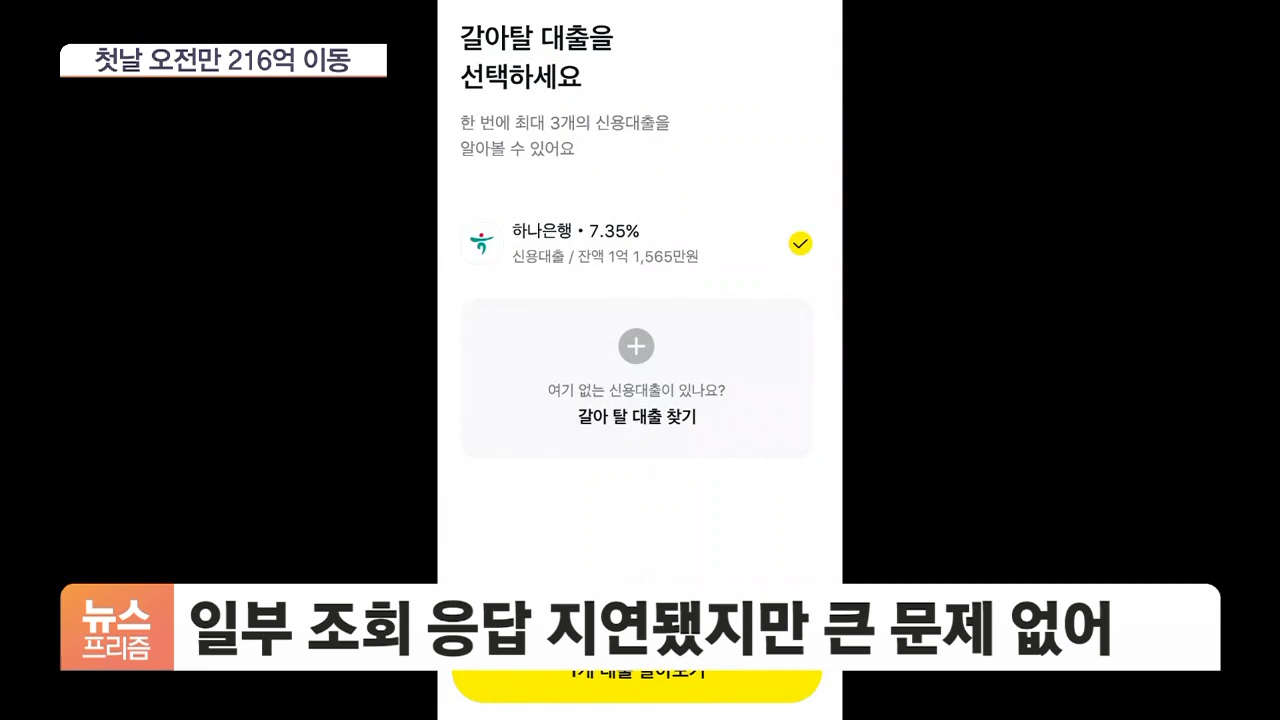 첫날 오전만 216억 이동
갈아탈 대출을
선택하세요
한 번에 최대 3개의 신용대출을
알아볼 수 있어요
하나은행 • 7.35%
신용대출 / 잔액 1억 1,565만원
여기 없는 신용대출이 있나요?
갈아 탈 대출 찾기
뉴스
프리즘
일부 조회 응답 지연됐지만 큰 문제 없어